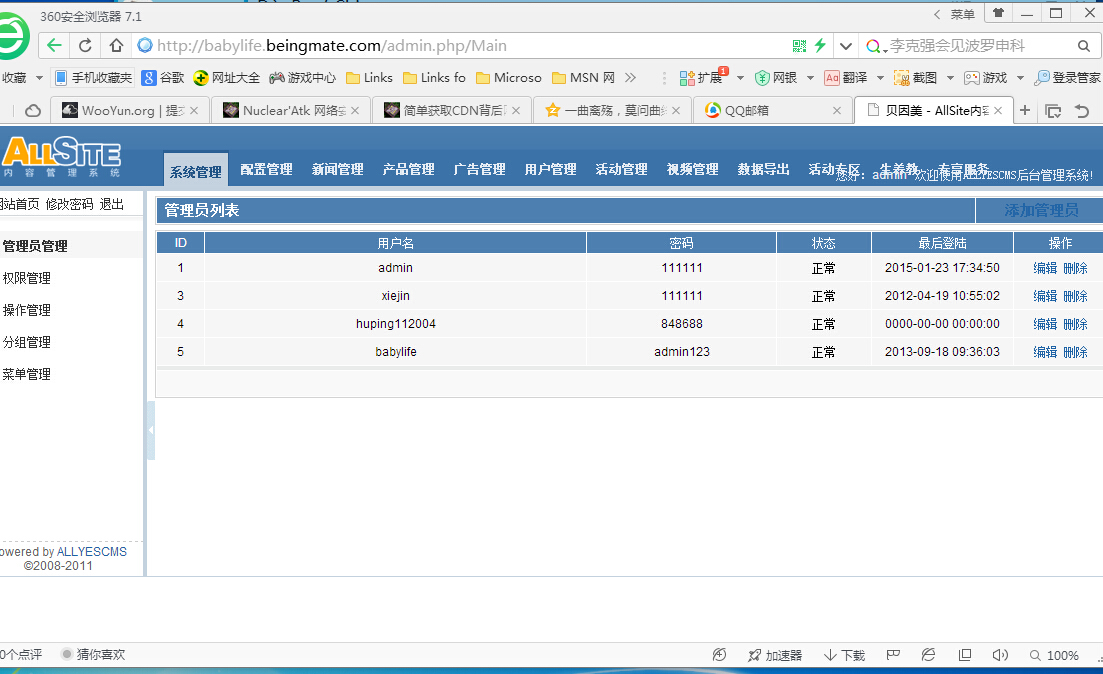 360安全浏览器 7.1
菜单
http://babylife.beingmate.com/admin.php/Main
李克强会见波罗申科
收藏 手机收藏夹 谷歌 网址大全 游戏中心 Links Links fo Microso MSN 网 » 扩展 1 网银 翻译 截图 游戏 登录管家
WooYun.org | 提交 Nuclear'Atk 网络安 简单获取CDN背后 一曲离殇，莫问曲终 QQ邮箱 贝因美 - AllSite内容
ALLSITE
内容管理系统
系统管理 配置管理 新闻管理 产品管理 广告管理 用户管理 活动管理 视频管理 数据导出 活动专区 生养教 专享服务
您好：admin 欢迎使用ALLYESCMS后台管理系统!
网站首页 修改密码 退出
管理员列表 添加管理员
管理员管理
权限管理
操作管理
分组管理
菜单管理
ID 用户名 密码 状态 最后登陆 操作
1 admin 111111 正常 2015-01-23 17:34:50 编辑 删除
3 xiejin 111111 正常 2012-04-19 10:55:02 编辑 删除
4 huping112004 848688 正常 0000-00-00 00:00:00 编辑 删除
5 babylife admin123 正常 2013-09-18 09:36:03 编辑 删除
owered by ALLYESCMS
©2008-2011
0个点评 猜你喜欢 加速器 下载 100%